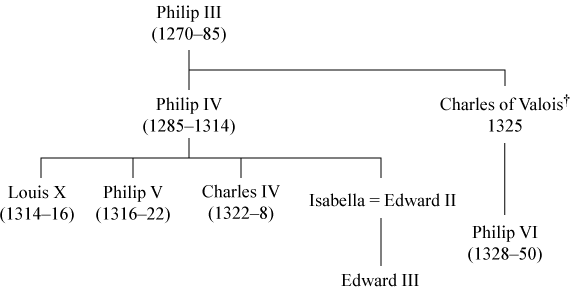 Philip III
(1270–85)
Philip IV
(1285–1314)
Charles of Valois†
1325
Louis X
(1314–16)
Philip V
(1316–22)
Charles IV
(1322–8)
Isabella = Edward II
Philip VI
(1328–50)
Edward III